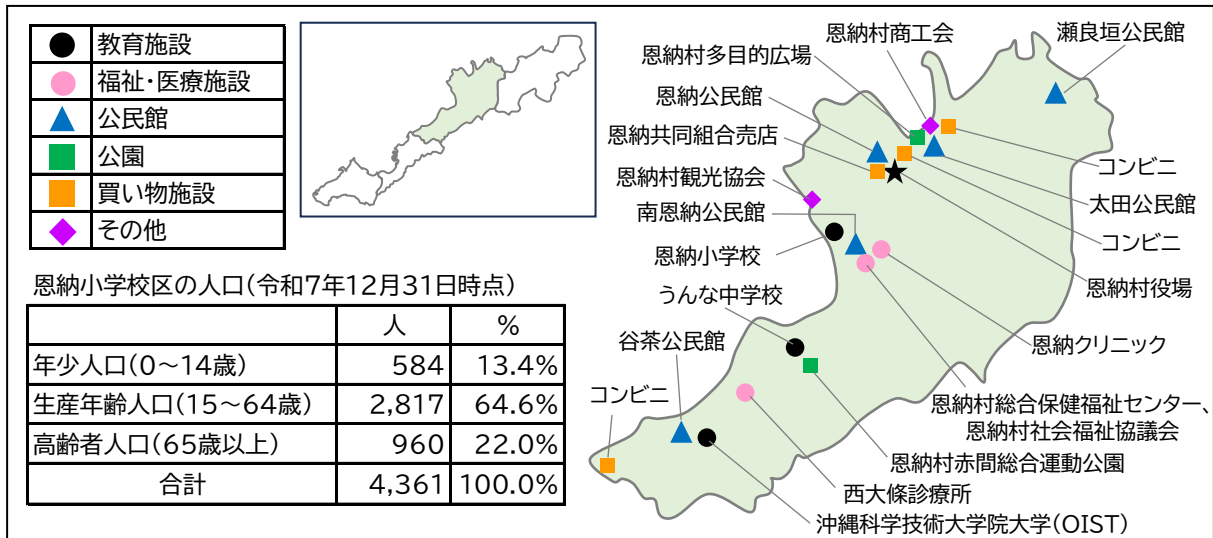 教育施設
福祉・医療施設
公民館
公園
買い物施設
その他
恩納小学校区の人口(令和7年12月31日時点)
人 %
年少人口(0～14歳) 584 13.4%
生産年齢人口(15～64歳) 2,817 64.6%
高齢者人口(65歳以上) 960 22.0%
合計 4,361 100.0%
恩納村商工会
瀬良垣公民館
恩納村多目的広場
恩納公民館
恩納共同組合売店
恩納村観光協会
南恩納公民館
恩納小学校
うんな中学校
谷茶公民館
コンビニ
コンビニ
太田公民館
コンビニ
恩納村役場
恩納クリニック
恩納村総合保健福祉センター、
恩納村社会福祉協議会
恩納村赤間総合運動公園
西大條診療所
沖縄科学技術大学院大学(OIST)